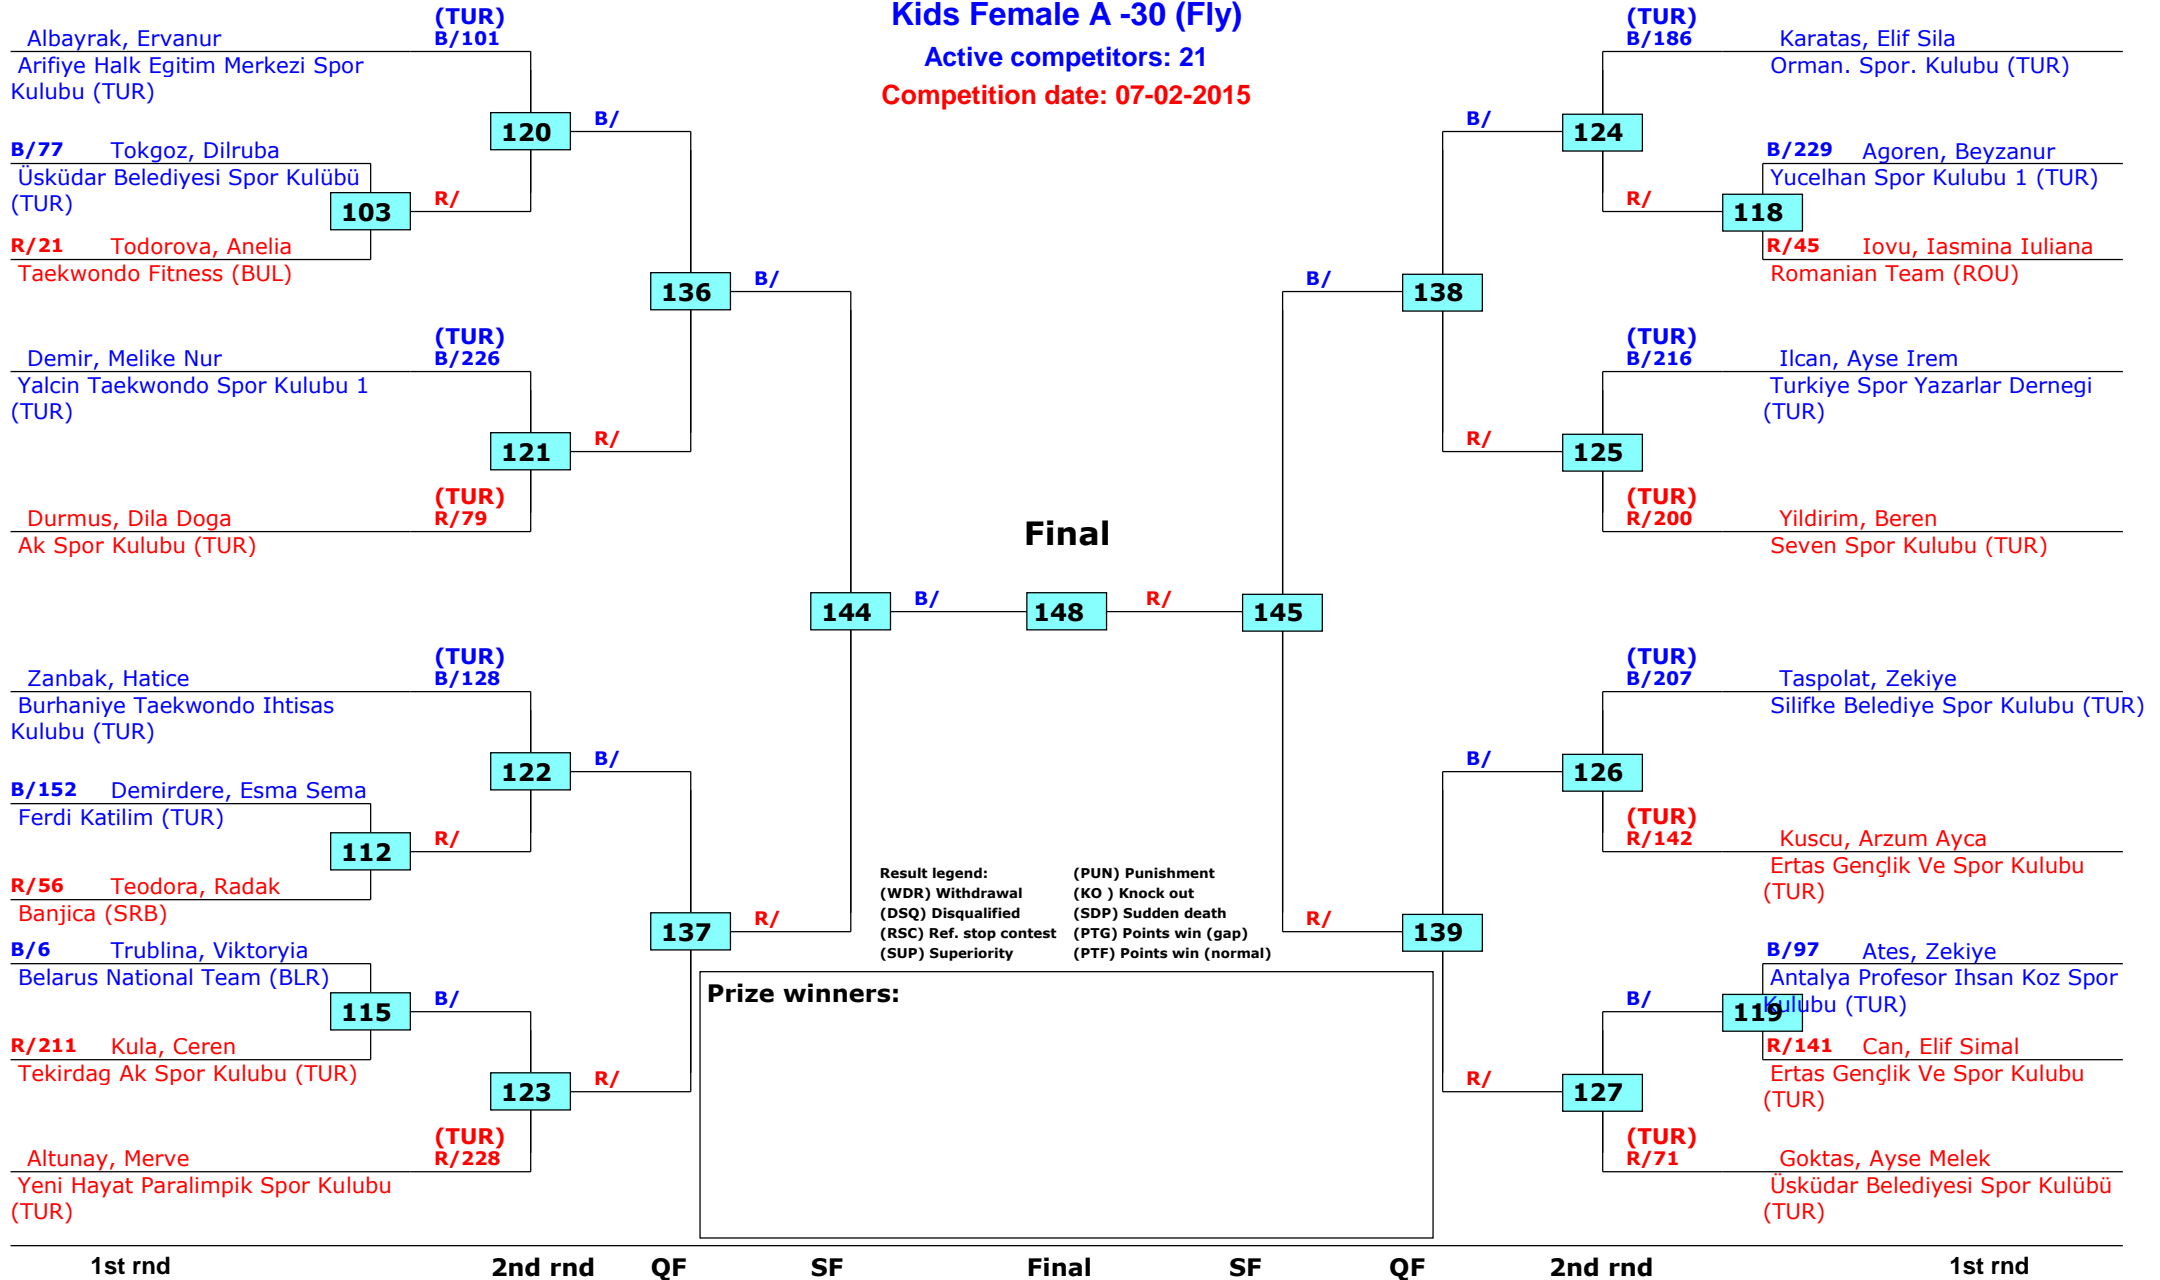 Kids Female A -30 (Fly)
Active competitors: 21
Competition date: 07-02-2015
(TUR)
Albayrak, Ervanur B/101
Arifiye Halk Egitim Merkezi Spor
Kulubu (TUR)
120
B/
B/77 Tokgoz, Dilruba
Üsküdar Belediyesi Spor Kulübü
(TUR)
103
R/
R/21 Todorova, Anelia
Taekwondo Fitness (BUL)
136
B/
(TUR)
Demir, Melike Nur B/226
Yalcin Taekwondo Spor Kulubu 1
(TUR)
121
R/
(TUR)
Durmus, Dila Doga R/79
Ak Spor Kulubu (TUR)
144
B/
(TUR)
Zanbak, Hatice B/128
Burhaniye Taekwondo Ihtisas
Kulubu (TUR)
122
B/
B/152 Demirdere, Esma Sema
Ferdi Katilim (TUR)
112
R/
R/56 Teodora, Radak
Banjica (SRB)
137
R/
B/6 Trublina, Viktoryia
Belarus National Team (BLR)
115
B/
R/211 Kula, Ceren
Tekirdag Ak Spor Kulubu (TUR)
123
R/
(TUR)
Altunay, Merve R/228
Yeni Hayat Paralimpik Spor Kulubu
(TUR)
Final
148
R/
145
(TUR)
B/186 Karatas, Elif Sila
Orman. Spor. Kulubu (TUR)
B/
124
B/229 Agoren, Beyzanur
Yucelhan Spor Kulubu 1 (TUR)
R/
118
R/45 Iovu, Iasmina Iuliana
Romanian Team (ROU)
B/
138
(TUR)
B/216 Ilcan, Ayse Irem
Turkiye Spor Yazarlar Dernegi
(TUR)
R/
125
(TUR)
R/200 Yildirim, Beren
Seven Spor Kulubu (TUR)
(TUR)
B/207 Taspolat, Zekiye
Silifke Belediye Spor Kulubu (TUR)
B/
126
(TUR)
R/142 Kuscu, Arzum Ayca
Ertas Gençlik Ve Spor Kulubu
(TUR)
R/
139
B/97 Ates, Zekiye
Antalya Profesor Ihsan Koz Spor
Kulubu (TUR)
B/
119
R/141 Can, Elif Simal
Ertas Gençlik Ve Spor Kulubu
(TUR)
R/
127
(TUR)
R/71 Goktas, Ayse Melek
Üsküdar Belediyesi Spor Kulübü
(TUR)
Result legend: (PUN) Punishment
(WDR) Withdrawal (KO ) Knock out
(DSQ) Disqualified (SDP) Sudden death
(RSC) Ref. stop contest (PTG) Points win (gap)
(SUP) Superiority (PTF) Points win (normal)
Prize winners:
1st rnd 2nd rnd QF SF Final SF QF 2nd rnd 1st rnd